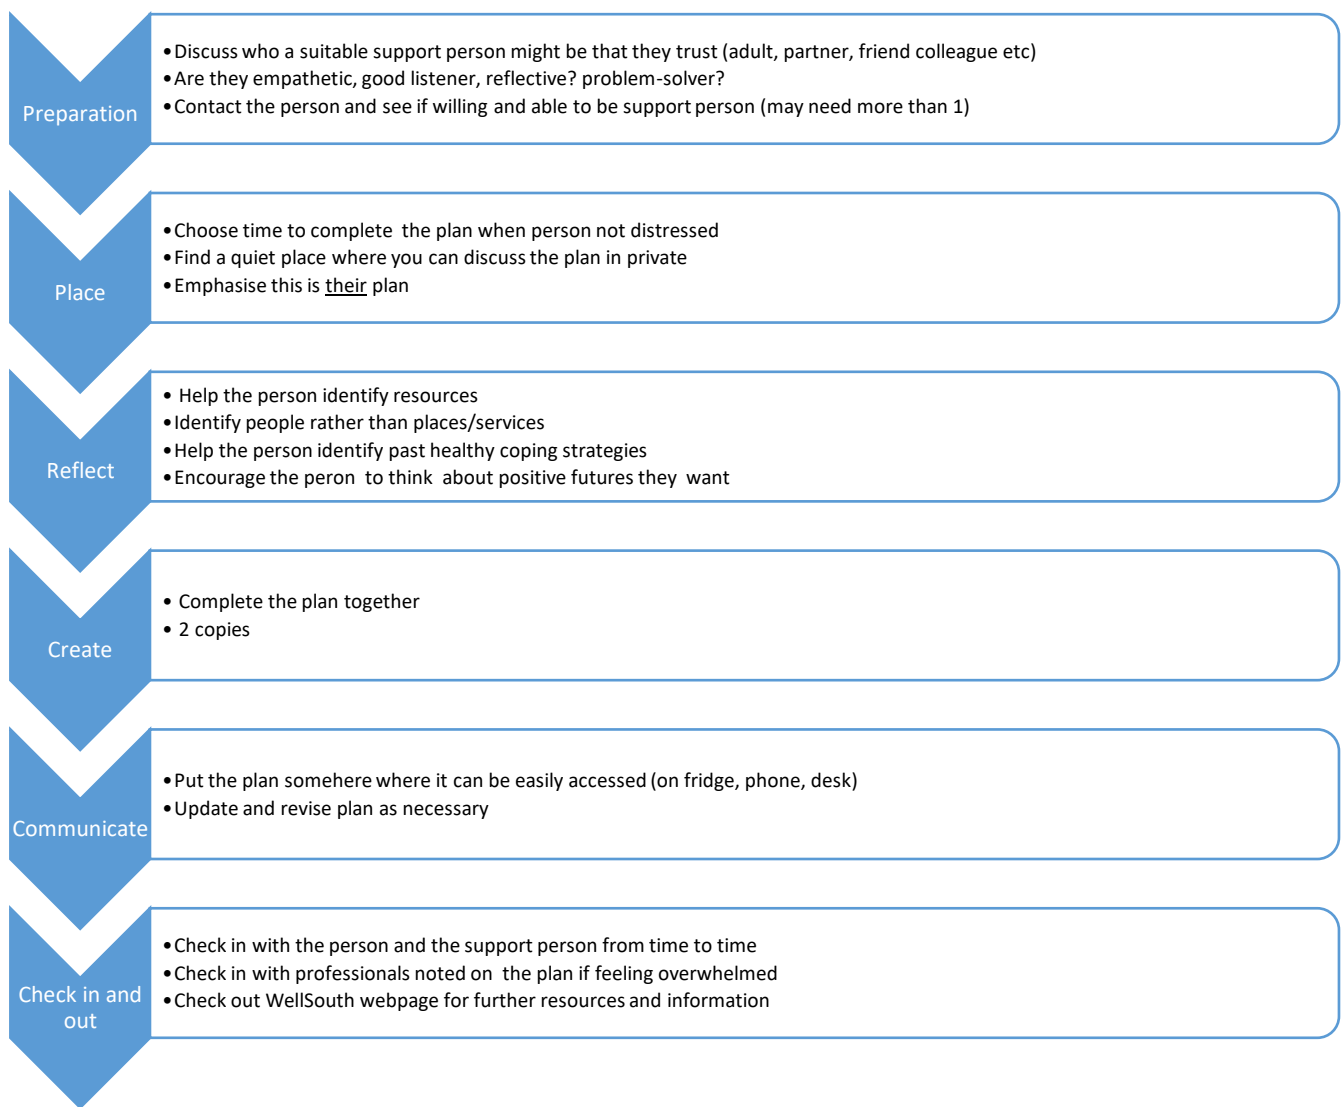 Preparation
•Discuss who a suitable support person might be that they trust (adult, partner, friend colleague etc)
•Are they empathetic, good listener, reflective? problem-solver?
•Contact the person and see if willing and able to be support person (may need more than 1)
Place
•Choose time to complete the plan when person not distressed
•Find a quiet place where you can discuss the plan in private
•Emphasise this is their plan
Reflect
• Help the person identify resources
•Identify people rather than places/services
•Help the person identify past healthy coping strategies
•Encourage the peron to think about positive futures they want
Create
• Complete the plan together
• 2 copies
Communicate
•Put the plan somehere where it can be easily accessed (on fridge, phone, desk)
•Update and revise plan as necessary
Check in and
out
•Check in with the person and the support person from time to time
•Check in with professionals noted on the plan if feeling overwhelmed
•Check out WellSouth webpage for further resources and information